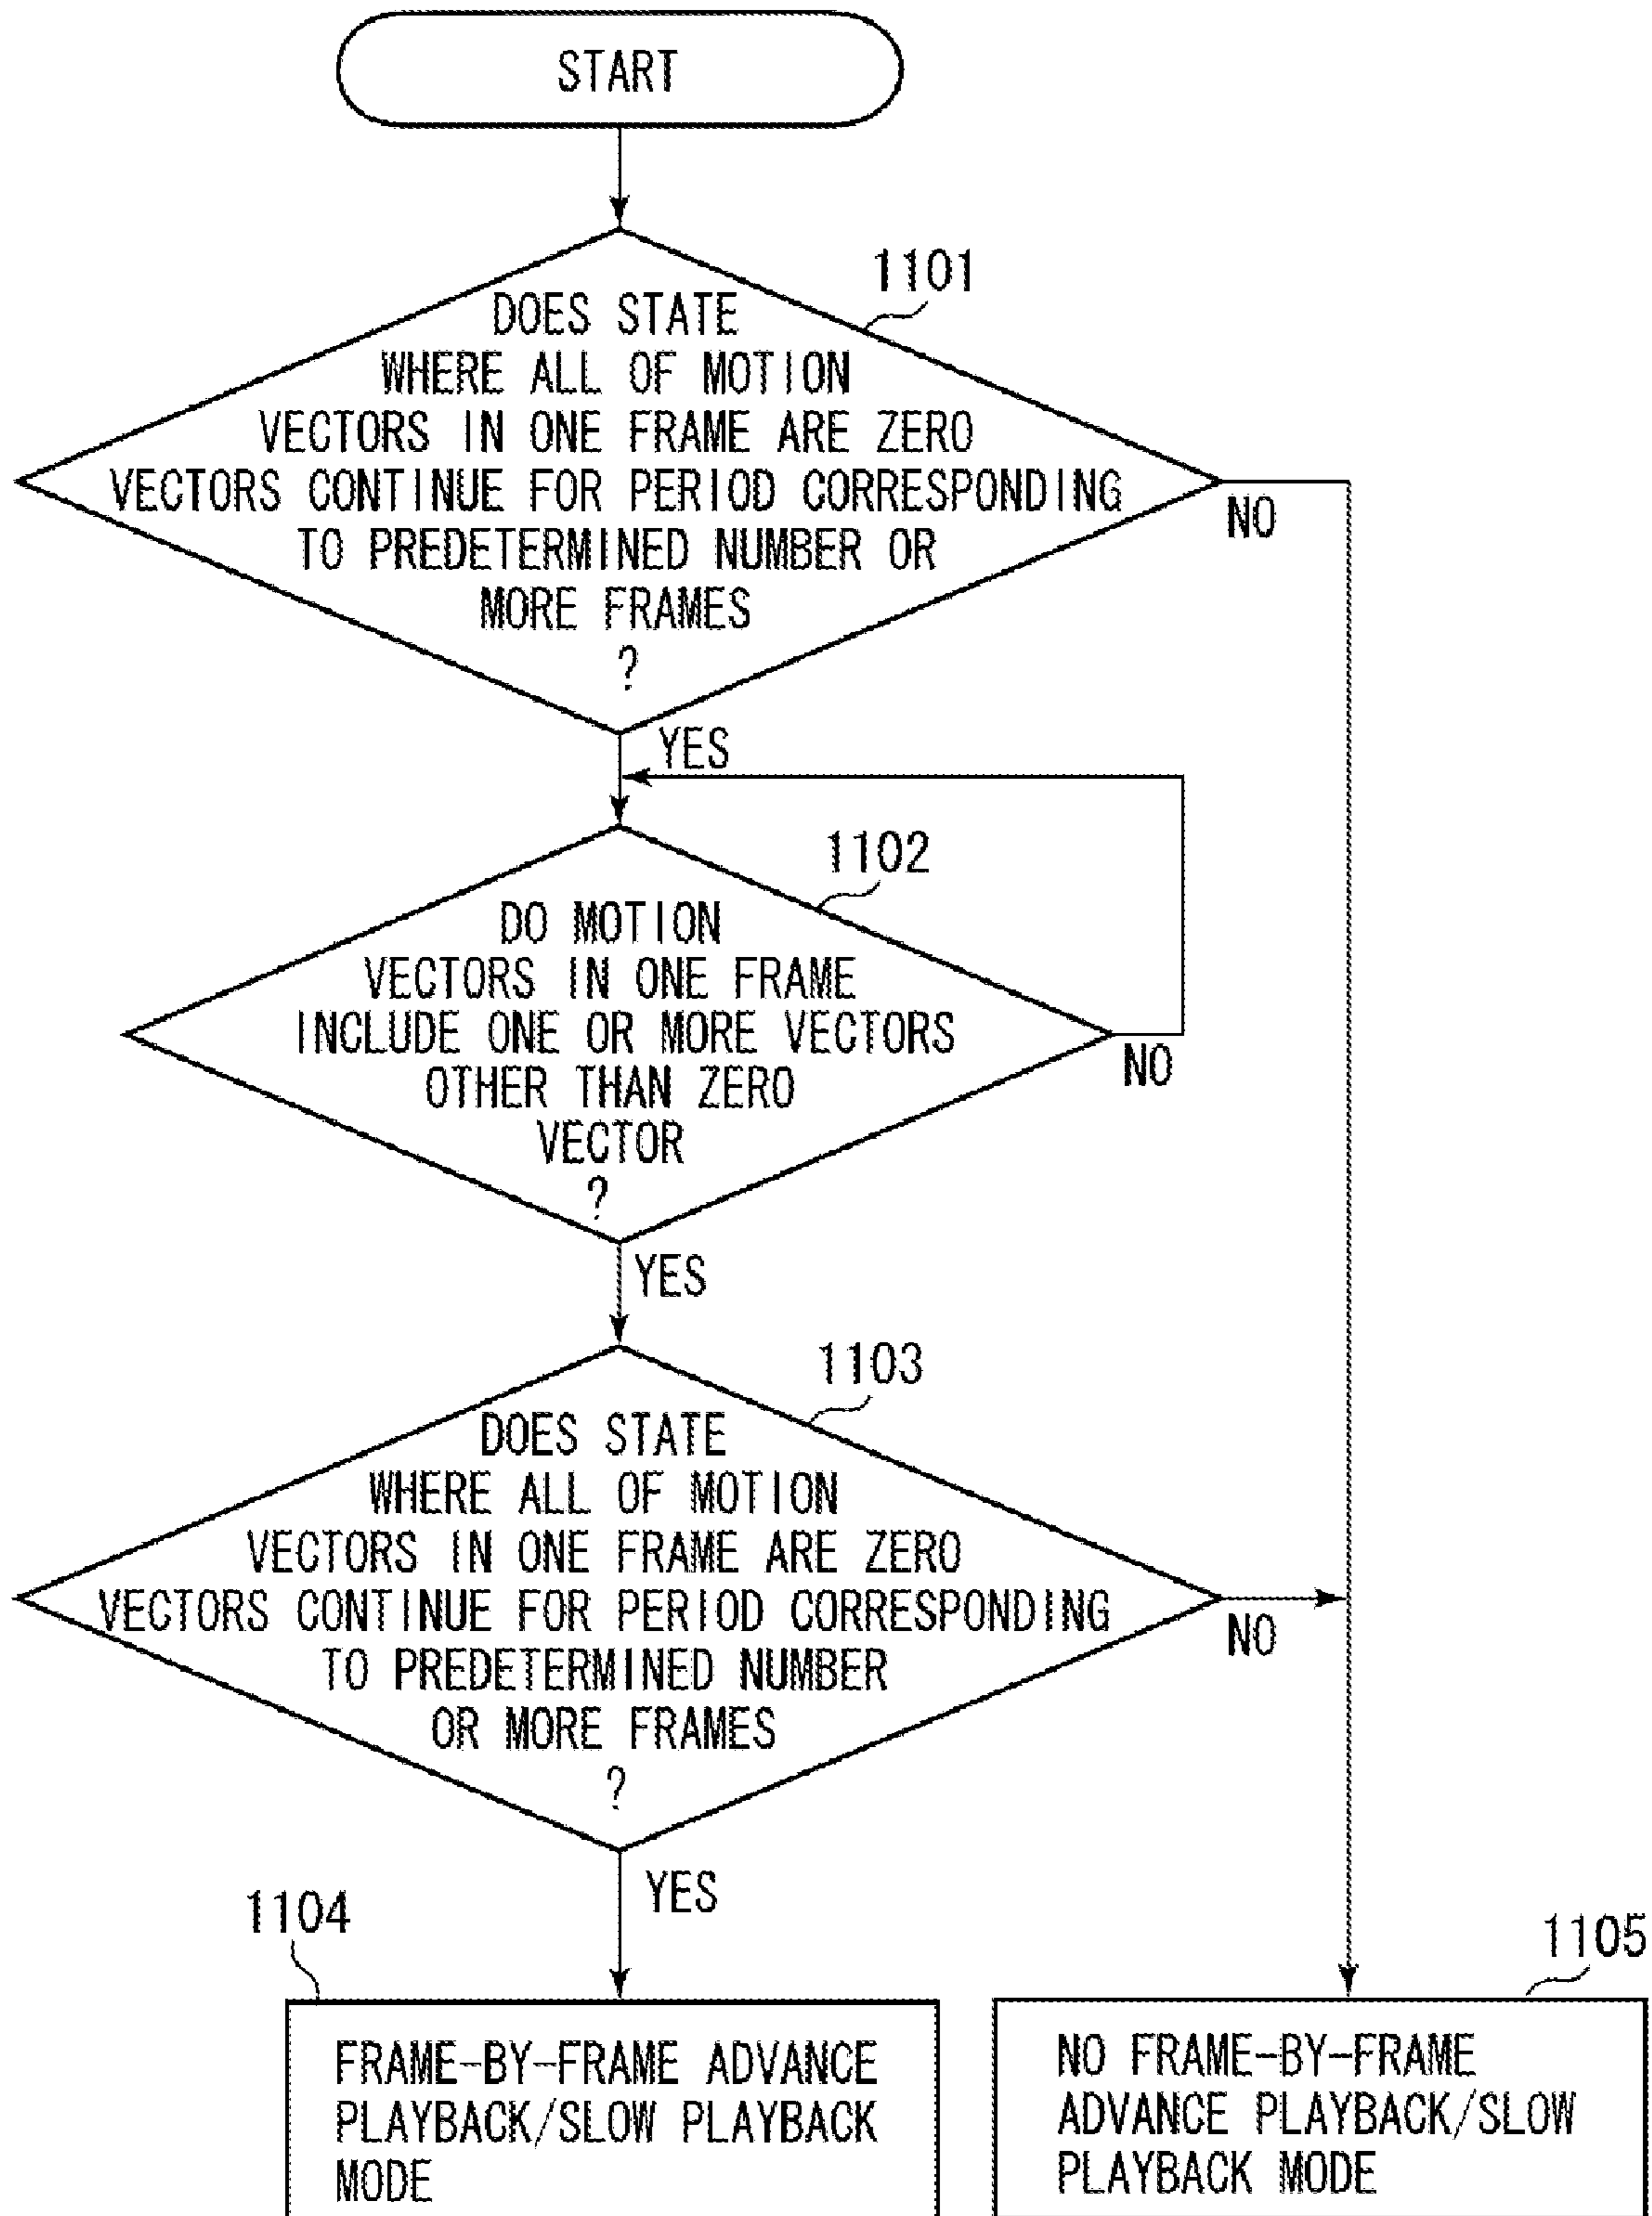 START
1101
DOES STATE
WHERE ALL OF MOTION
VECTORS IN ONE FRAME ARE ZERO
VECTORS CONTINUE FOR PERIOD CORRESPONDING
TO PREDETERMINED NUMBER OR
MORE FRAMES
?
NO
YES
1102
DO MOTION
VECTORS IN ONE FRAME
INCLUDE ONE OR MORE VECTORS
OTHER THAN ZERO
VECTOR
?
NO
YES
1103
DOES STATE
WHERE ALL OF MOTION
VECTORS IN ONE FRAME ARE ZERO
VECTORS CONTINUE FOR PERIOD CORRESPONDING
TO PREDETERMINED NUMBER
OR MORE FRAMES
?
NO
YES
1104
FRAME-BY-FRAME ADVANCE
PLAYBACK/SLOW PLAYBACK
MODE
1105
NO FRAME-BY-FRAME
ADVANCE PLAYBACK/SLOW
PLAYBACK MODE